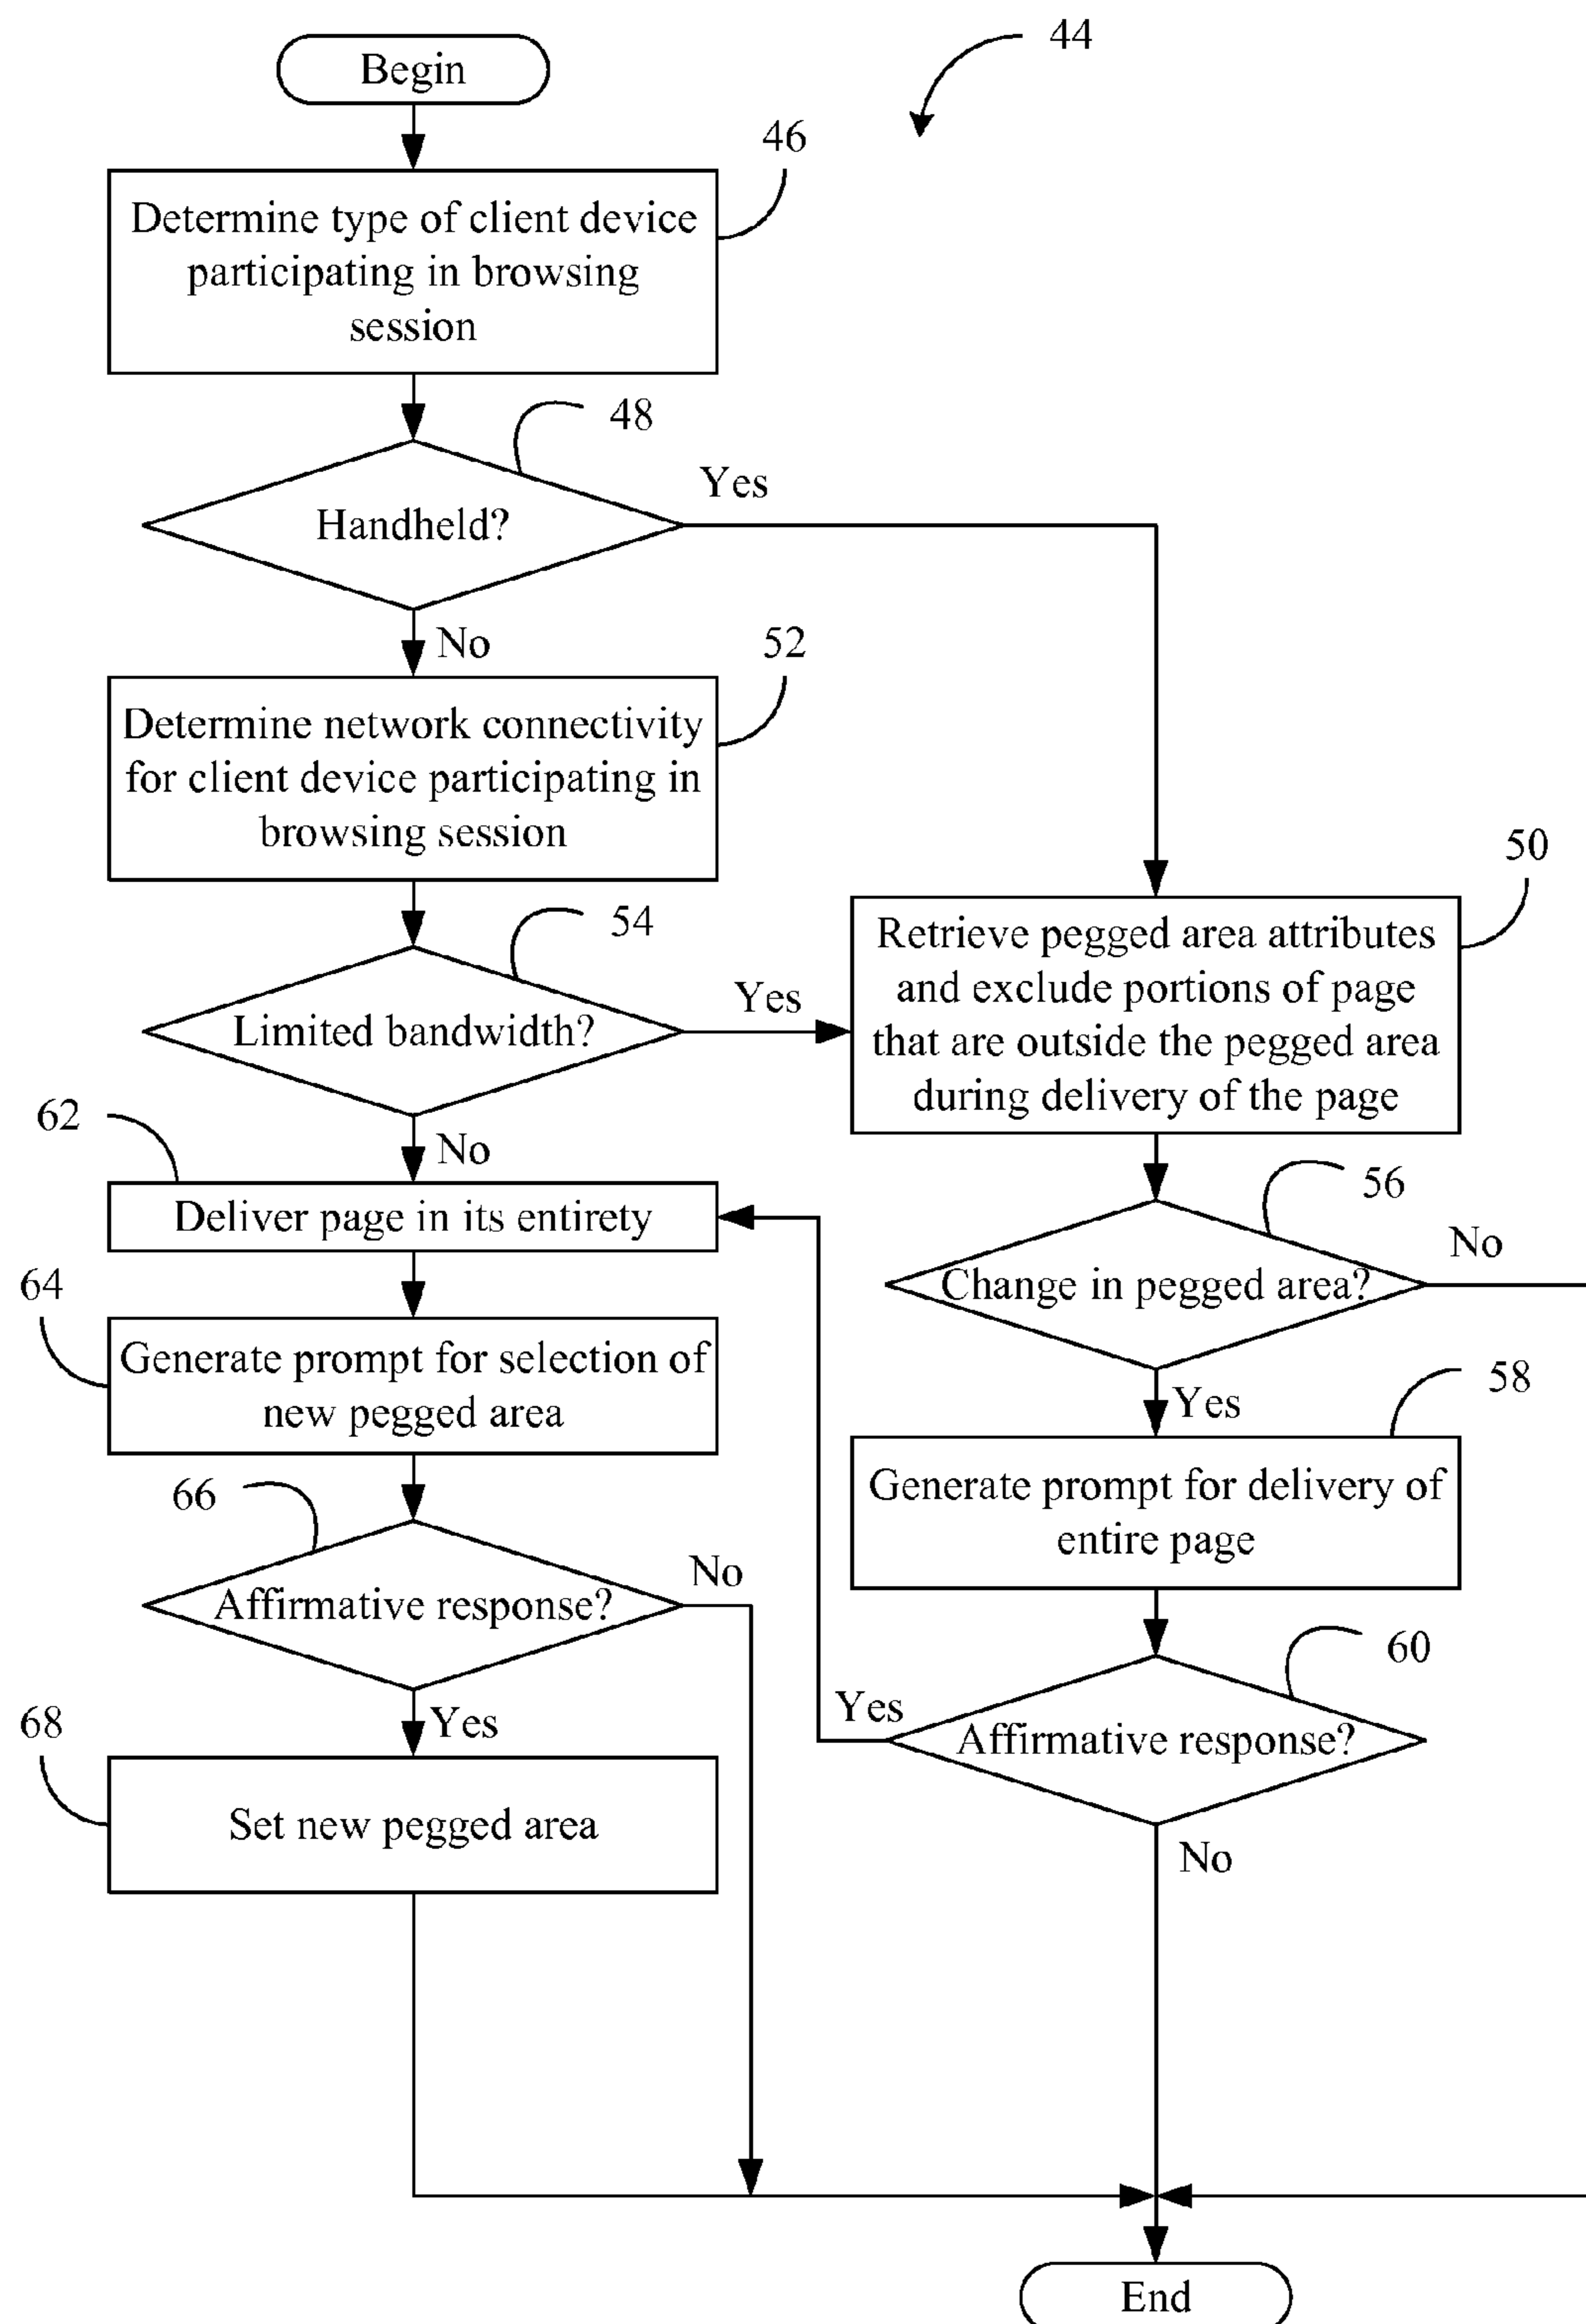 44
Begin
46
Determine type of client device
participating in browsing
session
48
Handheld?
Yes
No
52
Determine network connectivity
for client device participating in
browsing session
50
Retrieve pegged area attributes
and exclude portions of page
that are outside the pegged area
during delivery of the page
54
Limited bandwidth?
Yes
No
62
Deliver page in its entirety
56
Change in pegged area?
No
Yes
64
Generate prompt for selection of
new pegged area
58
Generate prompt for delivery of
entire page
66
Affirmative response?
No
Yes
60
Affirmative response?
Yes
No
68
Set new pegged area
End